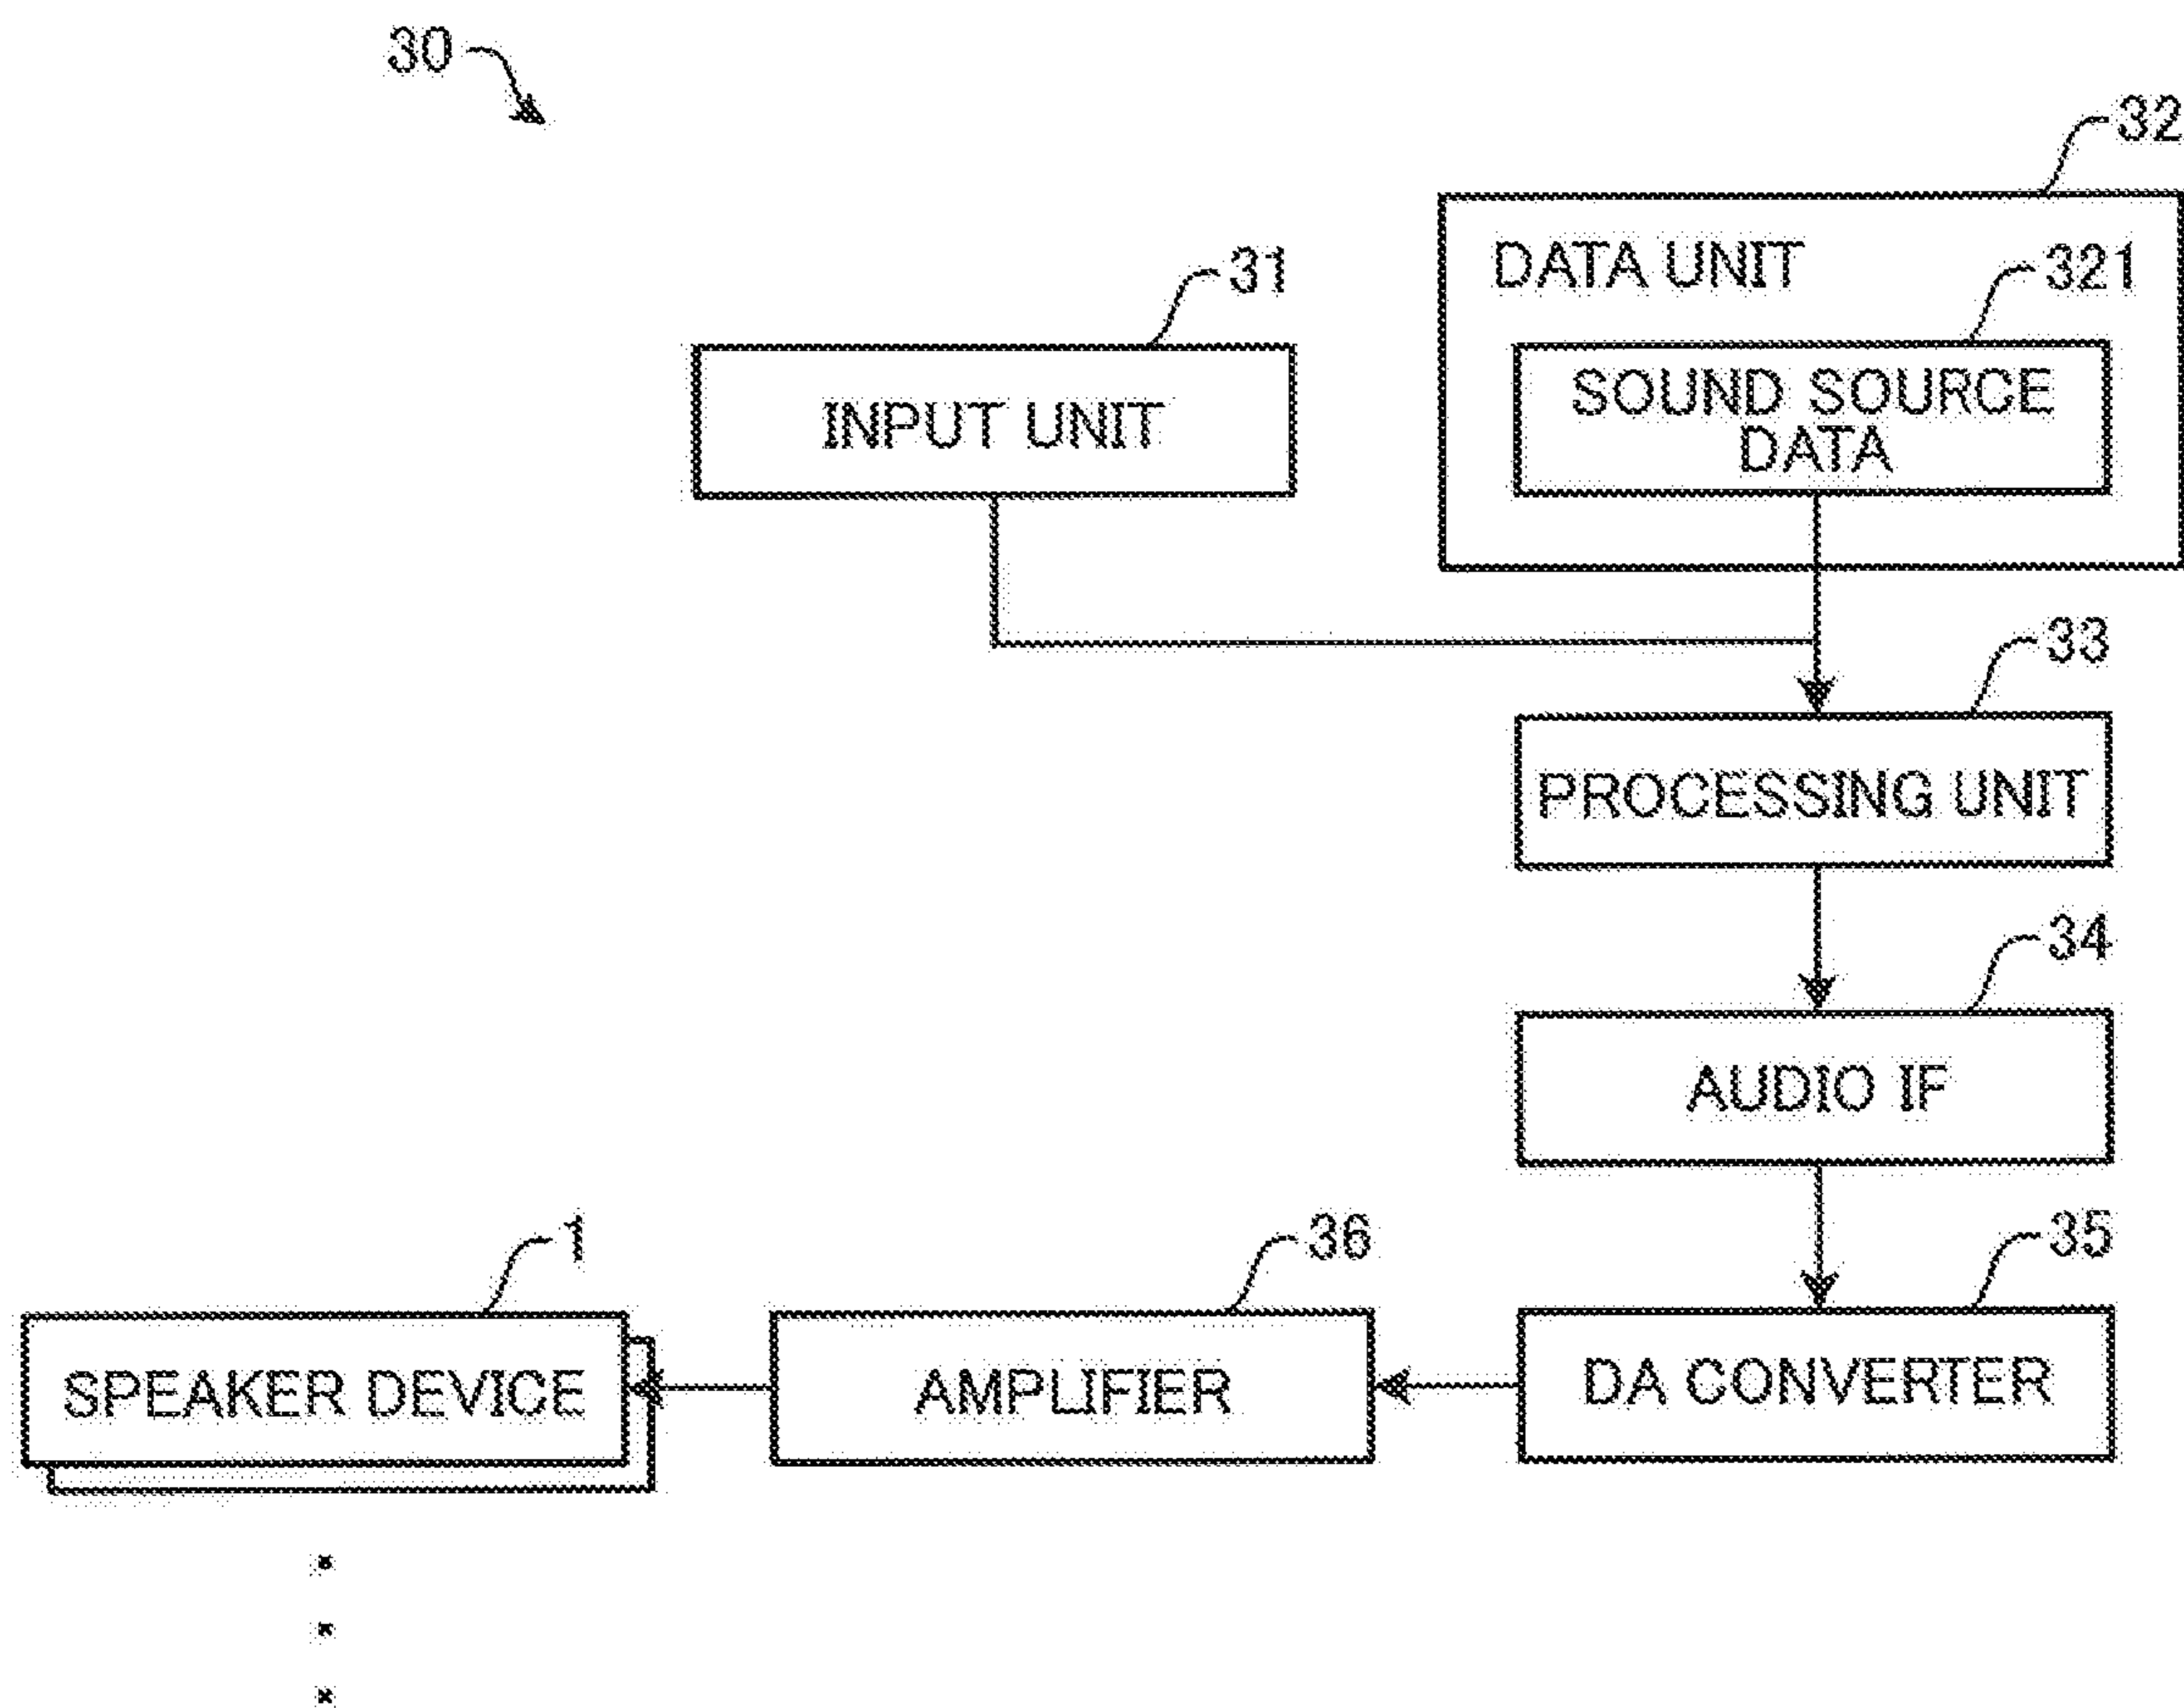 30
32
DATA UNIT
31
321
INPUT UNIT
SOUND SOURCE
DATA
33
PROCESSING UNIT
34
AUDIO IF
1
36
35
SPEAKER DEVICE
AMPLIFIER
DA CONVERTER